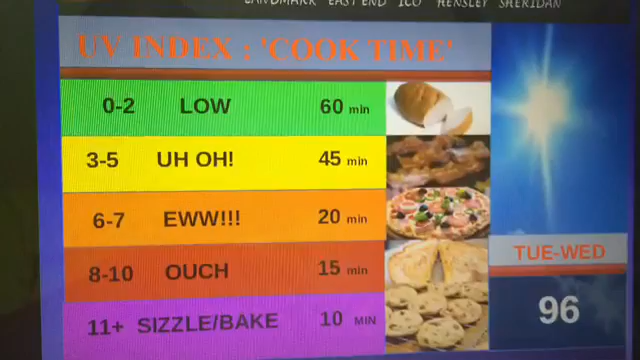 LANDMARK EAST END ICO HENSLEY SHERIDAN
UV INDEX : 'COOK TIME'
0-2 LOW 60 min
3-5 UH OH! 45 min
6-7 EWW!!! 20 min
8-10 OUCH 15 min
11+ SIZZLE/BAKE 10 MIN
TUE-WED
96